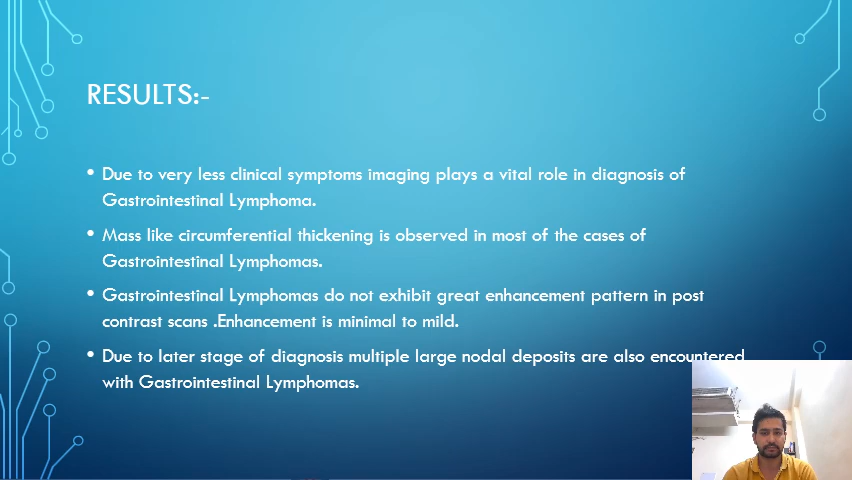 RESULTS:-
• Due to very less clinical symptoms imaging plays a vital role in diagnosis of
Gastrointestinal Lymphoma.
• Mass like circumferential thickening is observed in most of the cases of
Gastrointestinal Lymphomas.
• Gastrointestinal Lymphomas do not exhibit great enhancement pattern in post
contrast scans .Enhancement is minimal to mild.
• Due to later stage of diagnosis multiple large nodal deposits are also encountered
with Gastrointestinal Lymphomas.